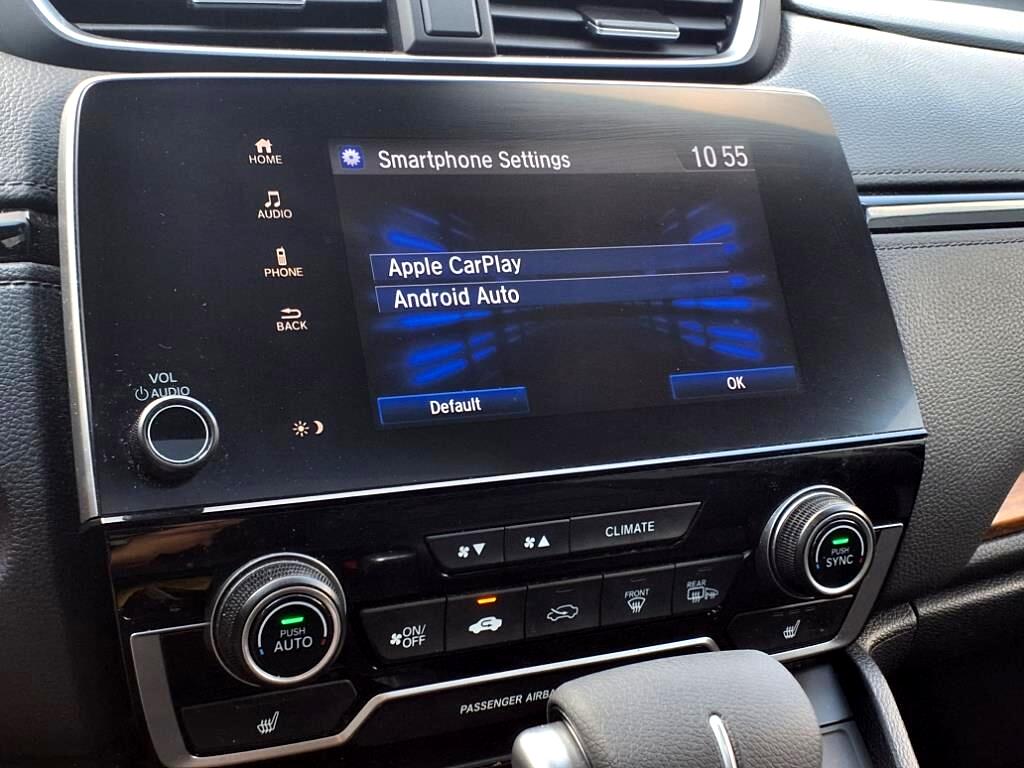 HOME
AUDIO
PHONE
BACK
Smartphone Settings
10 55
Apple CarPlay
Android Auto
Default
OK
VOL
AUDIO
CLIMATE
PUSH
AUTO
ON/
OFF
FRONT
REAR
PUSH
SYNC
PASSENGER